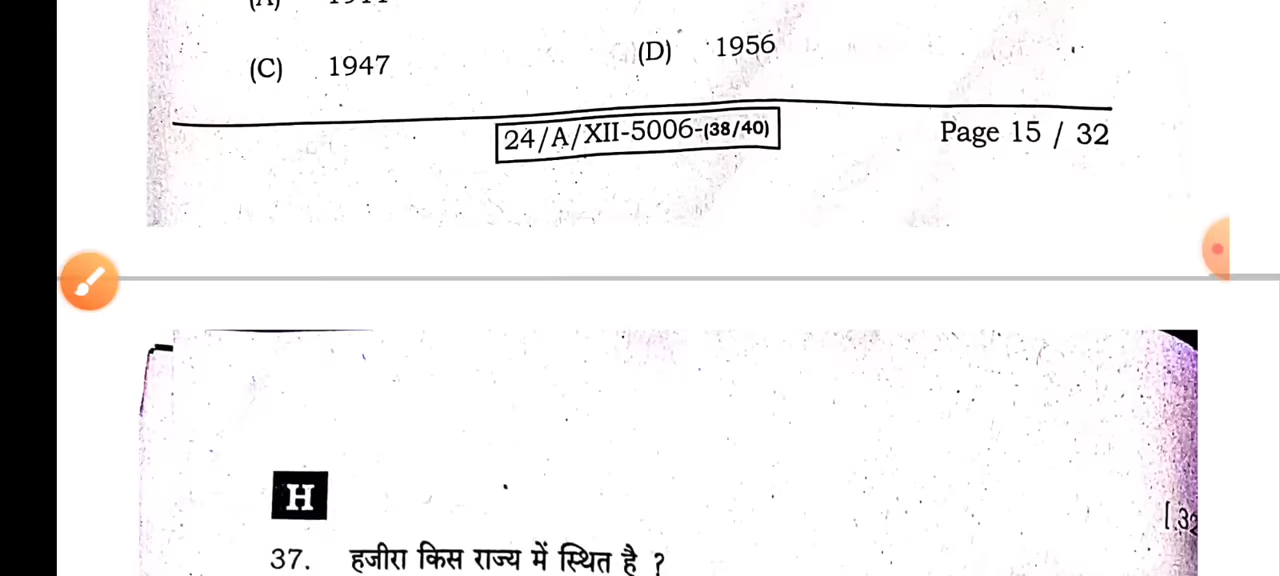 (C) 1947
(D) 1956
24/A/XII-5006-(38/40)
Page 15 / 32
H
37. हजीरा किस राज्य में स्थित है ?